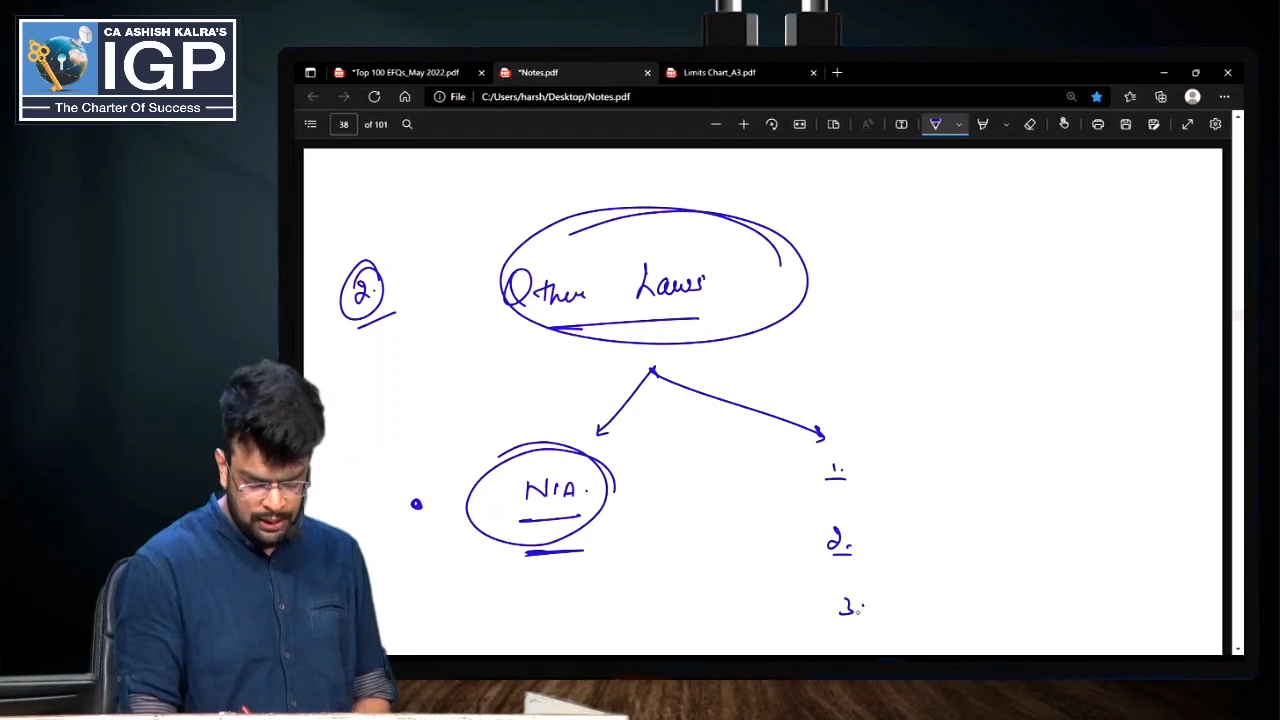 CA ASHISH KALRA'S
IGP
The Charter Of Success
*Top 100 EFQs_May 2022.pdf
*Notes.pdf
Limits Chart_A3.pdf
File
C:/Users/harsh/Desktop/Notes.pdf
38
of 101
2.
Other Laws
NIA.
1.
2.
3.